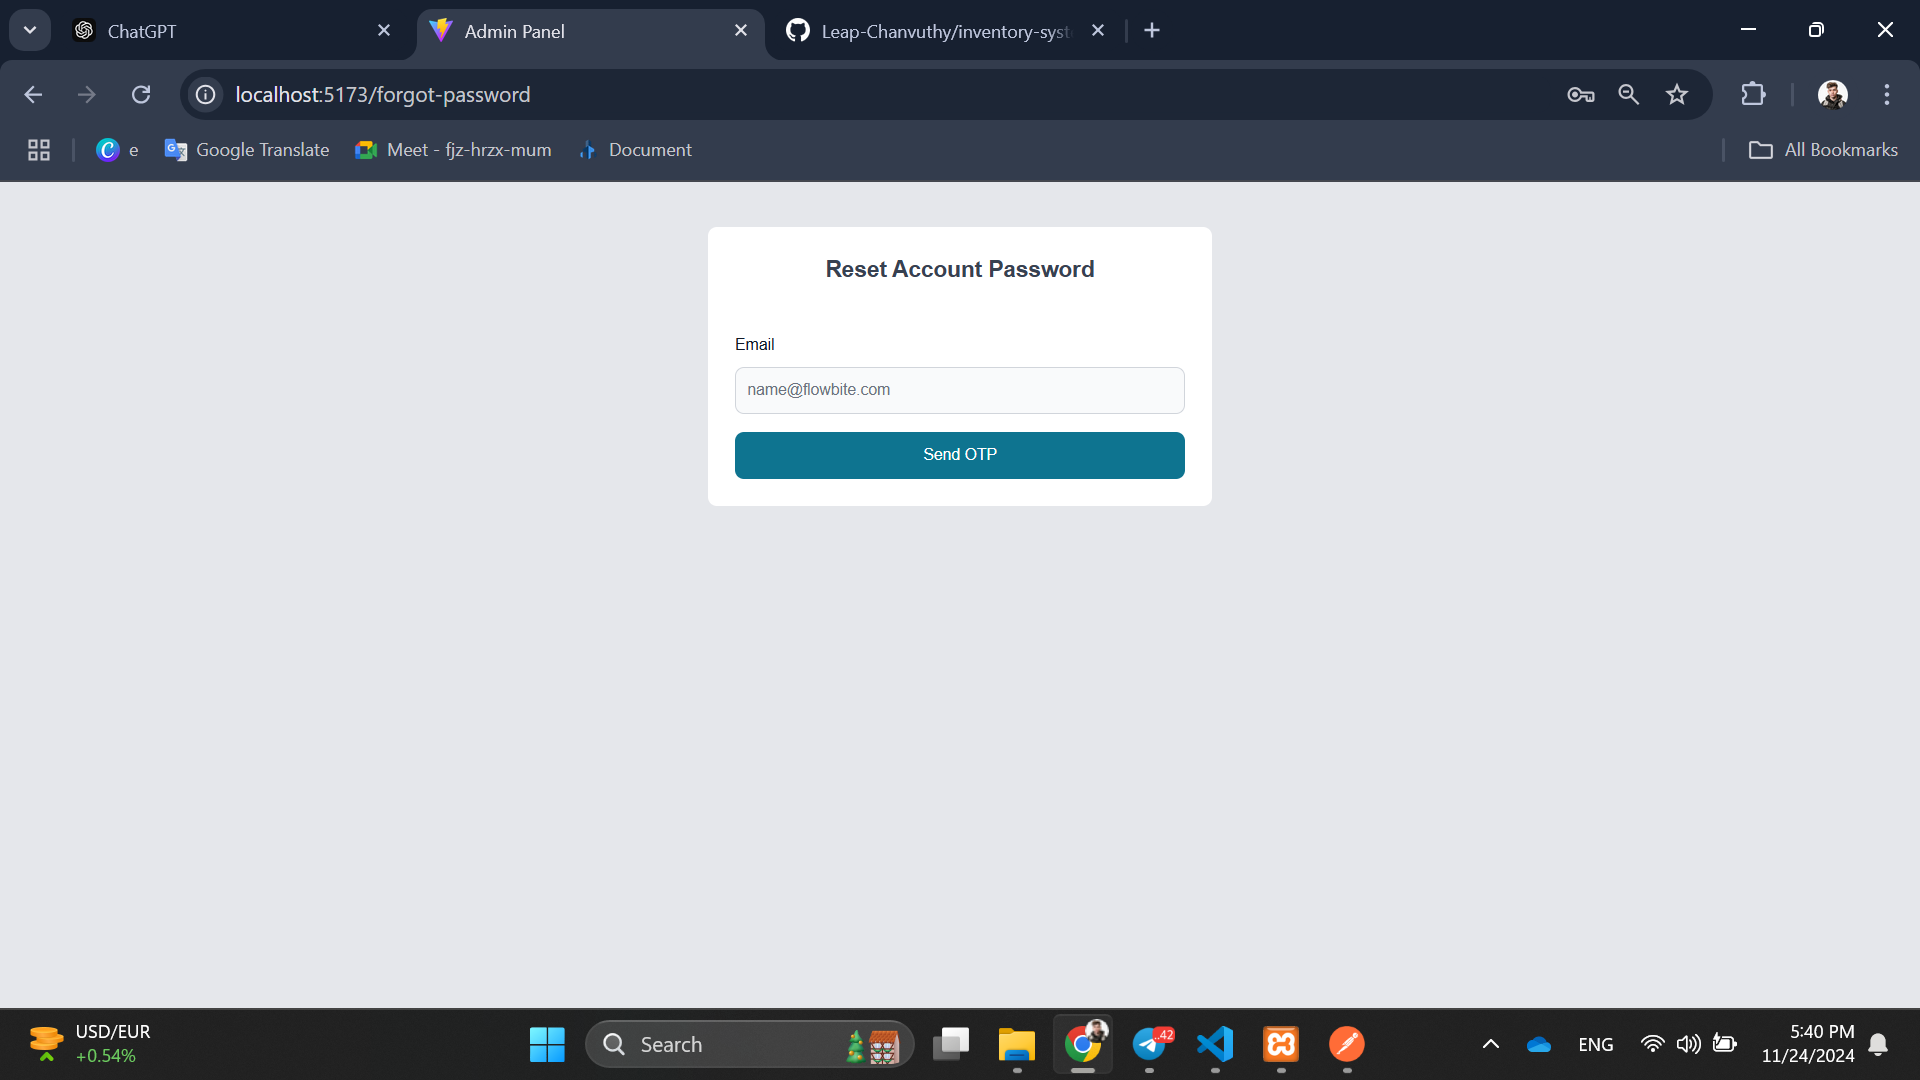 ChatGPT
Admin Panel
Leap-Chanvuthy/inventory-syst
localhost:5173/forgot-password
e
Google Translate
Meet - fjz-hrzx-mum
Document
All Bookmarks
Reset Account Password
Email
name@flowbite.com
Send OTP
USD/EUR
+0.54%
Search
..42
ENG
5:40 PM
11/24/2024